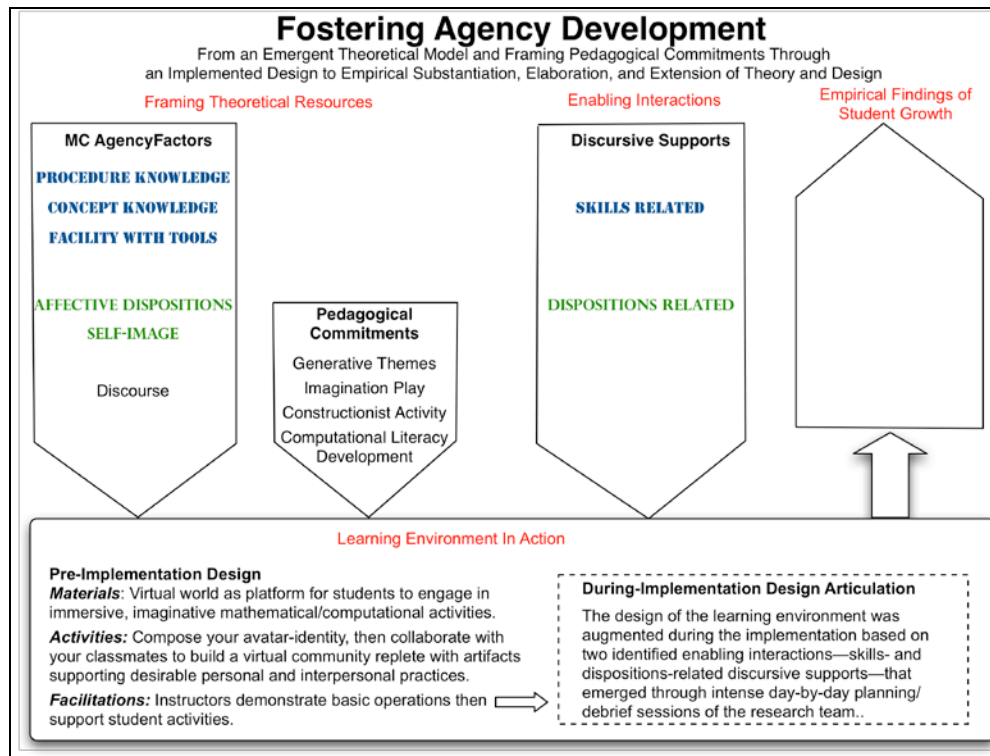 Fostering Agency Development
From an Emergent Theoretical Model and Framing Pedagogical Commitments Through
an Implemented Design to Empirical Substantiation, Elaboration, and Extension of Theory and Design
Framing Theoretical Resources
Enabling Interactions
Empirical Findings of
Student Growth
MC AgencyFactors
PROCEDURE KNOWLEDGE
CONCEPT KNOWLEDGE
FACILITY WITH TOOLS
AFFECTIVE DISPOSITIONS
SELF-IMAGE
Discourse
Pedagogical
Commitments
Generative Themes
Imagination Play
Constructionist Activity
Computational Literacy
Development
Discursive Supports
SKILLS RELATED
DISPOSITIONS RELATED
Learning Environment In Action
Pre-Implementation Design
Materials: Virtual world as platform for students to engage in
immersive, imaginative mathematical/computational activities.
Activities: Compose your avatar-identity, then collaborate with
your classmates to build a virtual community replete with artifacts
supporting desirable personal and interpersonal practices.
Facilitations: Instructors demonstrate basic operations then
support student activities.
During-Implementation Design Articulation
The design of the learning environment was
augmented during the implementation based on
two identified enabling interactions—skills- and
dispositions-related discursive supports—that
emerged through intense day-by-day planning/
debrief sessions of the research team..